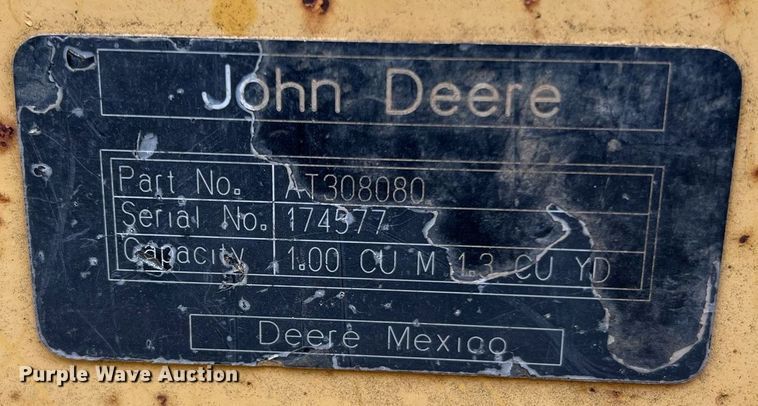 John Deere
Part No. AT308080
Serial No. 174577
Capacity 1.00 CU M 1.3 CU YD
Deere Mexico
Purple Wave Auction